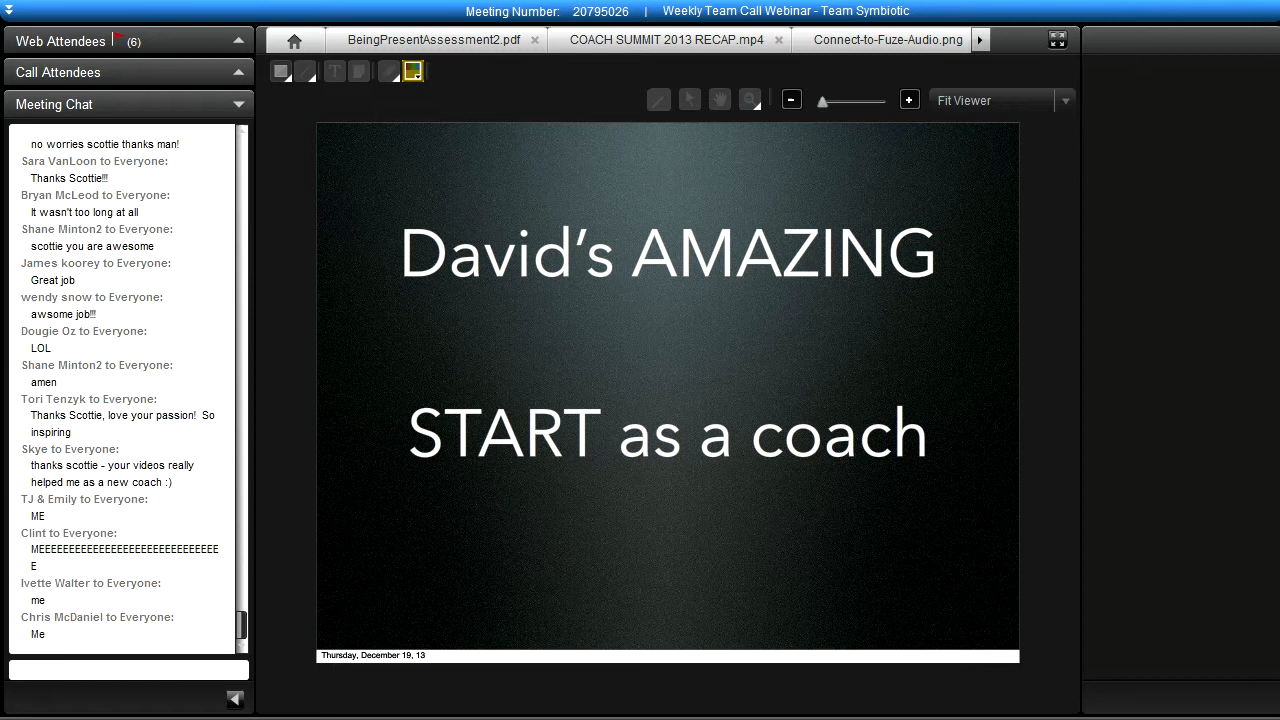 Meeting Number: 20795026 | Weekly Team Call Webinar - Team Symbiotic
Web Attendees (6)
Call Attendees
Meeting Chat
no worries scottie thanks man!
Sara VanLoon to Everyone:
Thanks Scottie!!!
Bryan McLeod to Everyone:
It wasn't too long at all
Shane Minton2 to Everyone:
scottie you are awesome
James koorey to Everyone:
Great job
wendy snow to Everyone:
awsome job!!!
Dougie Oz to Everyone:
LOL
Shane Minton2 to Everyone:
amen
Tori Tenzyk to Everyone:
Thanks Scottie, love your passion! So
inspiring
Skye to Everyone:
thanks scottie - your videos really
helped me as a new coach :)
TJ & Emily to Everyone:
ME
Clint to Everyone:
MEEEEEEEEEEEEEEEEEEEEEEEEEEEEEE
E
Ivette Walter to Everyone:
me
Chris McDaniel to Everyone:
Me
BeingPresentAssessment2.pdf
COACH SUMMIT 2013 RECAP.mp4
Connect-to-Fuze-Audio.png
T
Fit Viewer
David's AMAZING
START as a coach
Thursday, December 19, 13